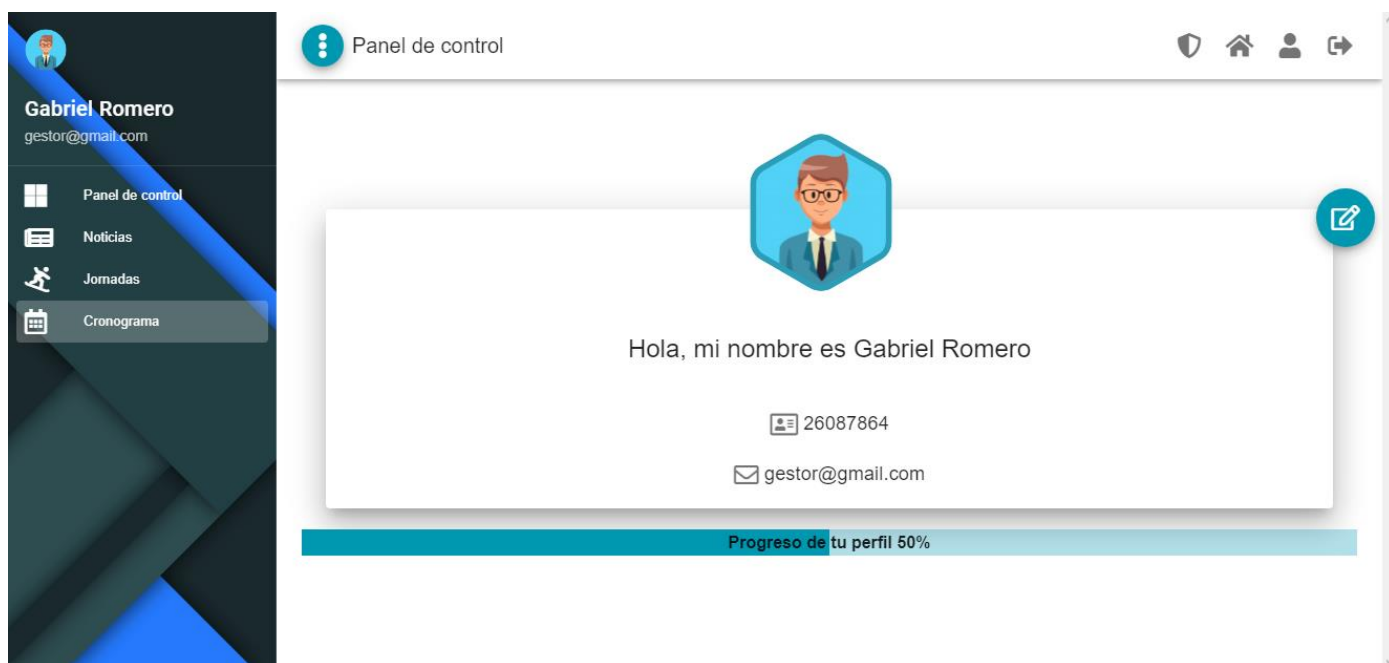 Gabriel Romero
gestor@gmail.com
Panel de control
Noticias
Jornadas
Cronograma
Panel de control
Hola, mi nombre es Gabriel Romero
26087864
gestor@gmail.com
Progreso de tu perfil 50%